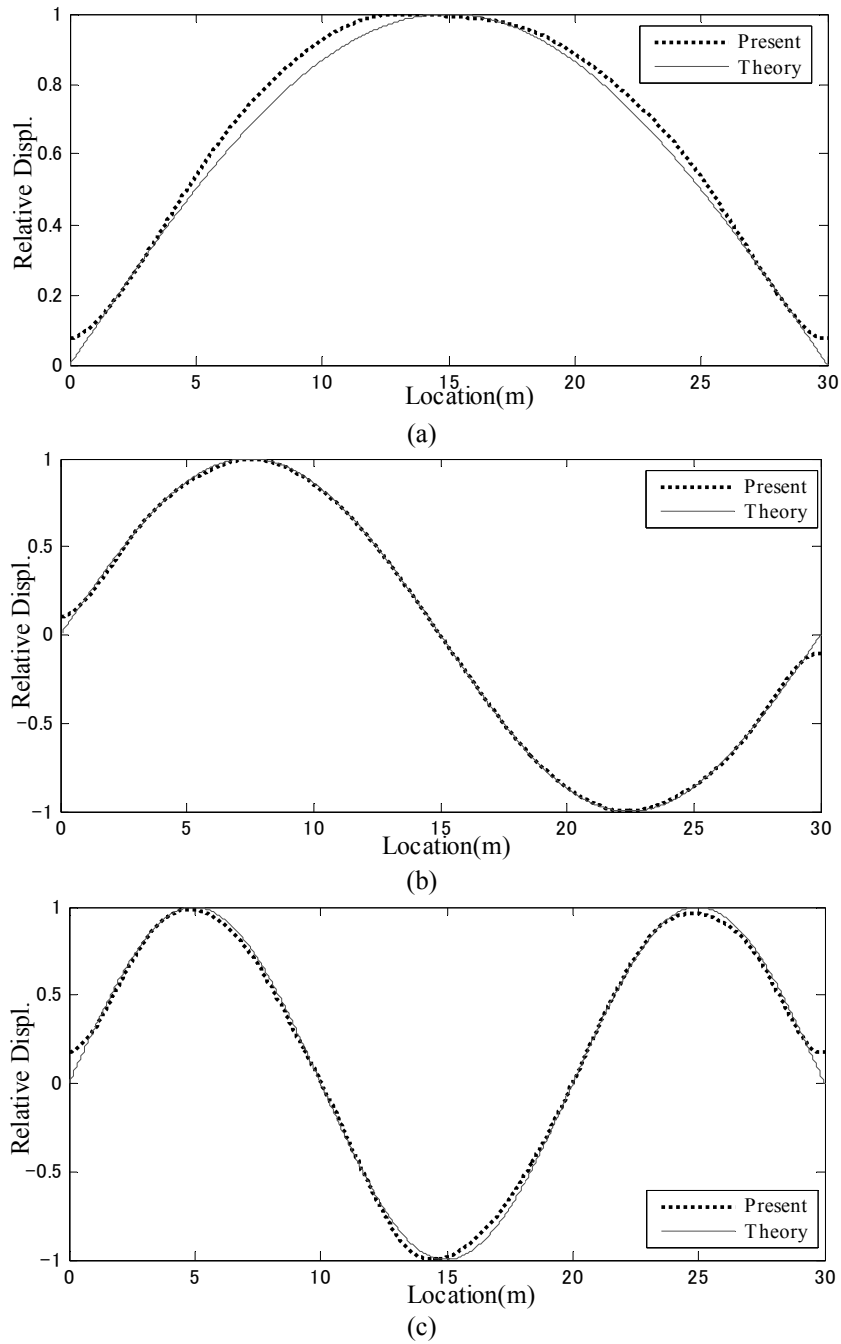 1
0.8
0.6
0.4
0.2
0
Relative Displ.
Present
Theory
0 5 10 15 20 25 30
Location(m)
(a)
1
0.5
0
−0.5
−1
Relative Displ.
Present
Theory
0 5 10 15 20 25 30
Location(m)
(b)
1
0.5
0
−0.5
−1
Relative Displ.
Present
Theory
0 5 10 15 20 25 30
Location(m)
(c)